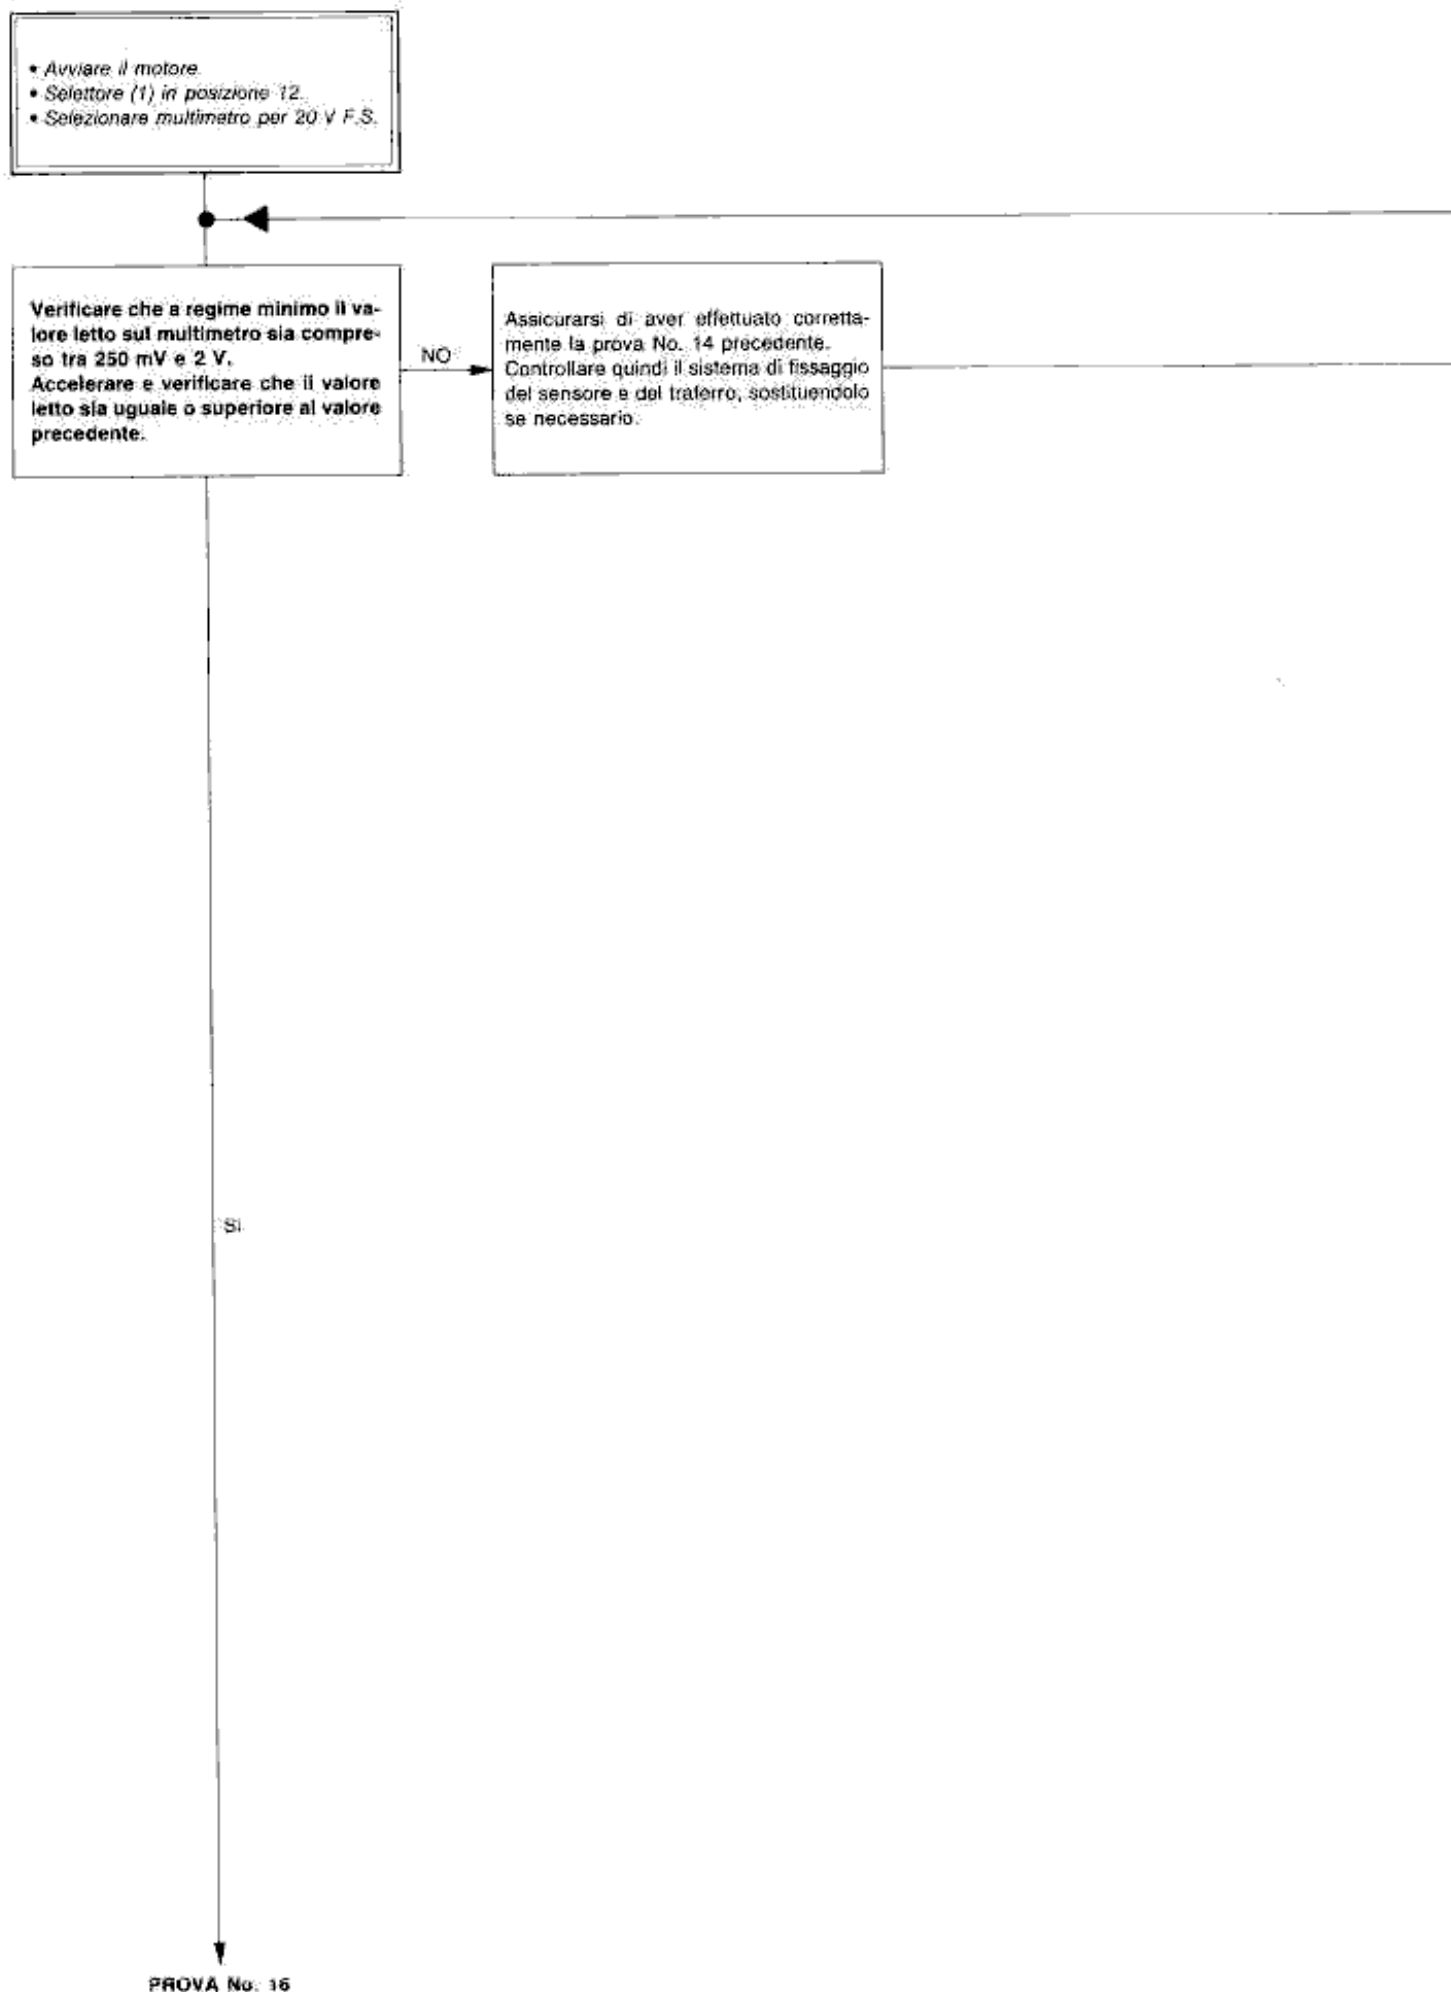 • Avviare il motore.
• Selettore (1) in posizione 12.
• Selezionare multimetro per 20 V F.S.
Verificare che a regime minimo il va-
lore letto sul multimetro sia compre-
so tra 250 mV e 2 V.
Accelerare e verificare che il valore
letto sia uguale o superiore al valore
precedente.
NO
Assicurarsi di aver effettuato corretta-
mente la prova No. 14 precedente.
Controllare quindi il sistema di fissaggio
del sensore e del traferro, sostituendolo
se necessario.
SI
PROVA No. 16